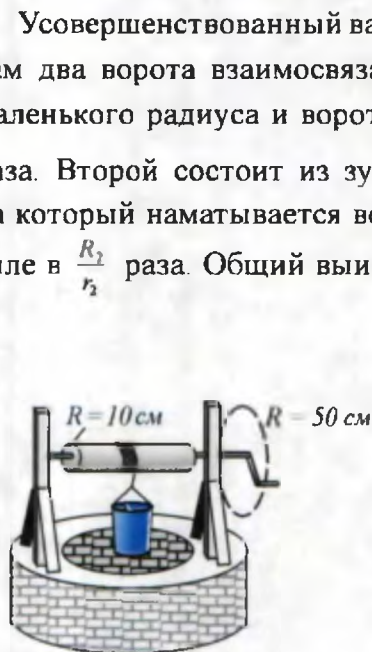 Усовершенствованный ва
ам два ворота взаимосвяза
аленького радиуса и ворот
аза. Второй состоит из зу
а который наматывается ве
иле в R₂/r₂ раза. Общий выи
R = 10 см
R = 50 см